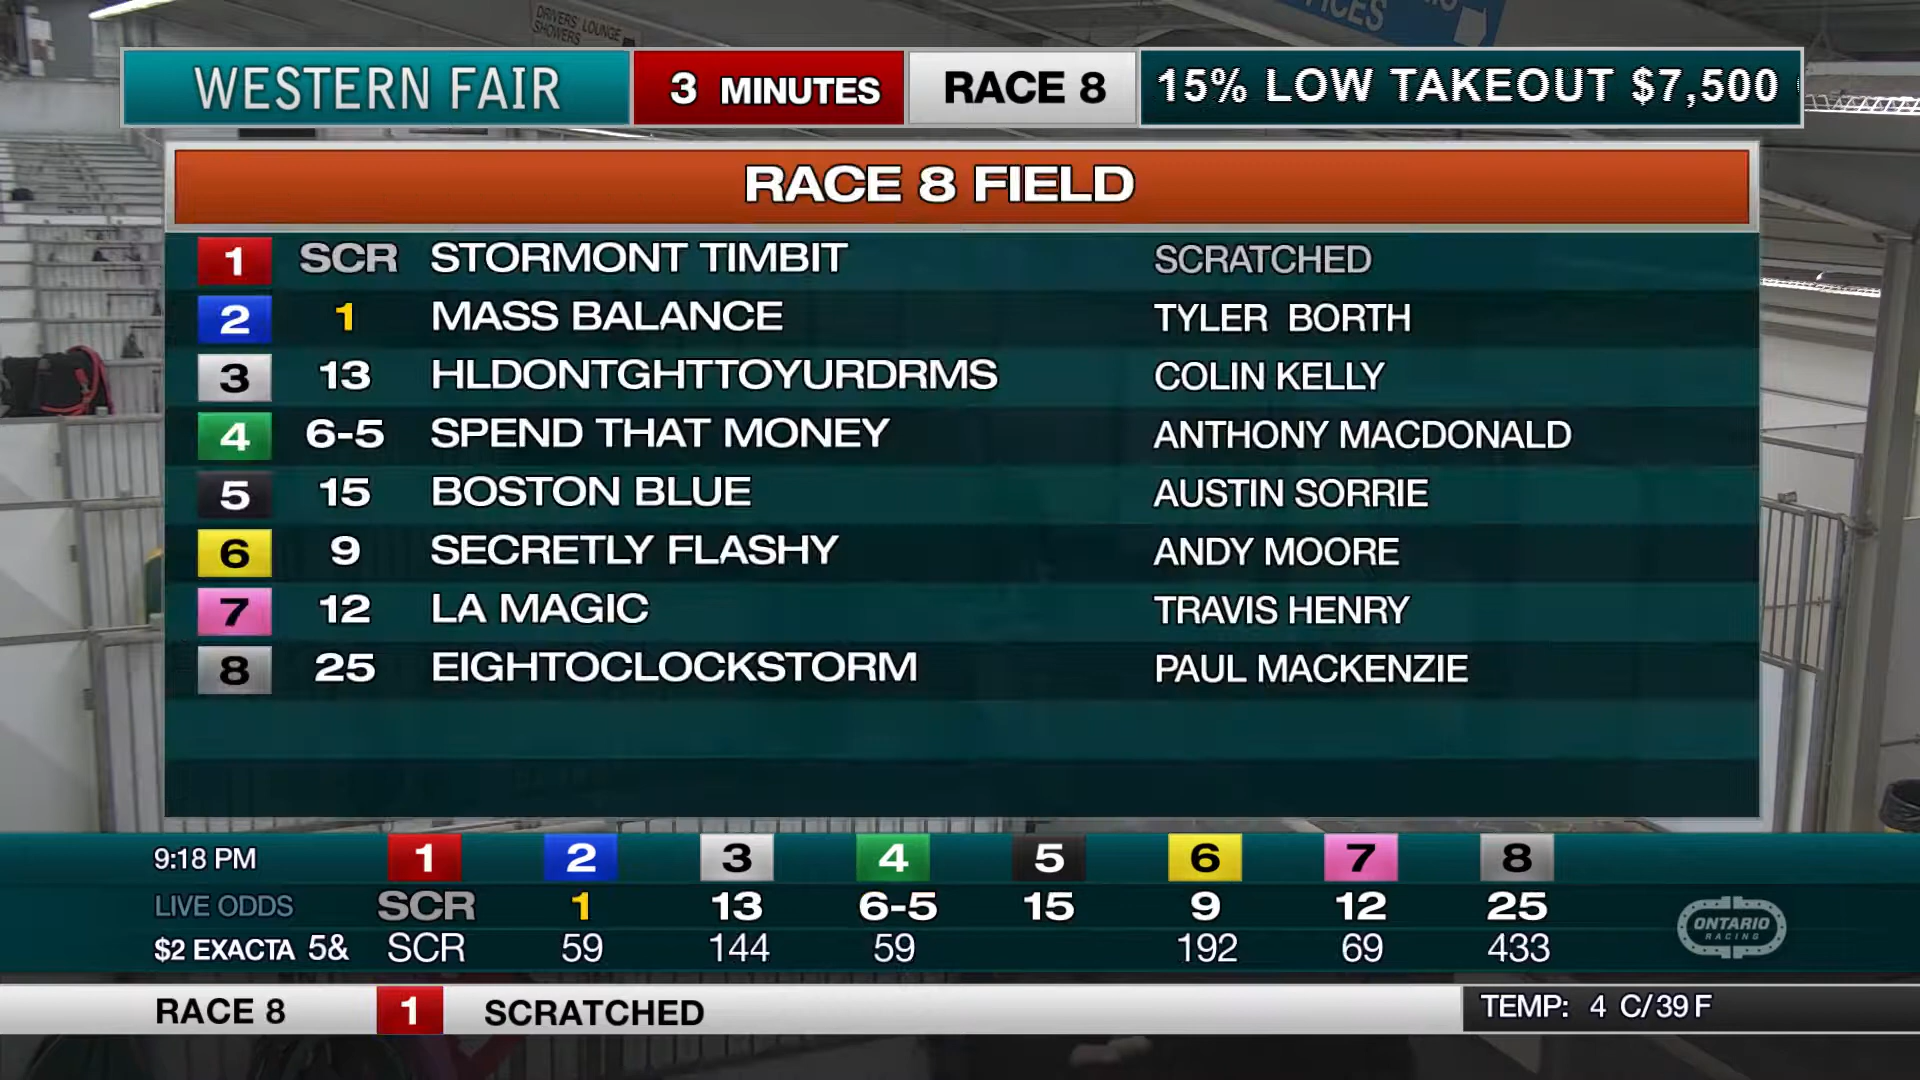 DRIVERS' LOUNGE
SHOWERS
WESTERN FAIR 3 MINUTES RACE 8 15% LOW TAKEOUT $7,500
RACE 8 FIELD
1 SCR STORMONT TIMBIT SCRATCHED
2 1 MASS BALANCE TYLER BORTH
3 13 HLDONTGHTTOYURDRMS COLIN KELLY
4 6-5 SPEND THAT MONEY ANTHONY MACDONALD
5 15 BOSTON BLUE AUSTIN SORRIE
6 9 SECRETLY FLASHY ANDY MOORE
7 12 LA MAGIC TRAVIS HENRY
8 25 EIGHTOCLOCKSTORM PAUL MACKENZIE
9:18 PM 1 2 3 4 5 6 7 8
LIVE ODDS SCR 1 13 6-5 15 9 12 25
$2 EXACTA 5& SCR 59 144 59 192 69 433
ONTARIO
RACING
RACE 8 1 SCRATCHED TEMP: 4 C/39 F